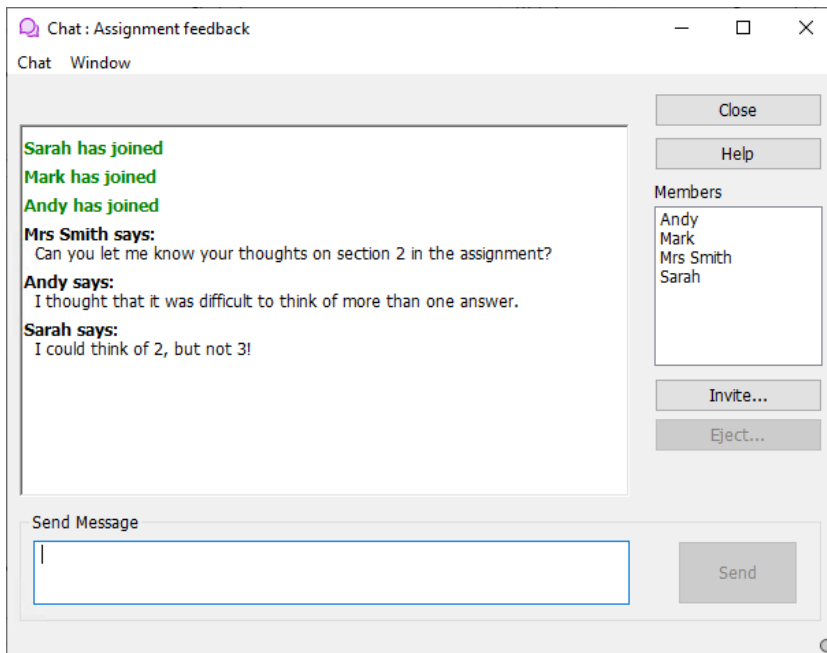 Chat : Assignment feedback
Chat Window
Close
Help
Sarah has joined
Mark has joined
Andy has joined
Mrs Smith says:
Can you let me know your thoughts on section 2 in the assignment?
Andy says:
I thought that it was difficult to think of more than one answer.
Sarah says:
I could think of 2, but not 3!
Members
Andy
Mark
Mrs Smith
Sarah
Invite...
Eject...
Send Message
Send